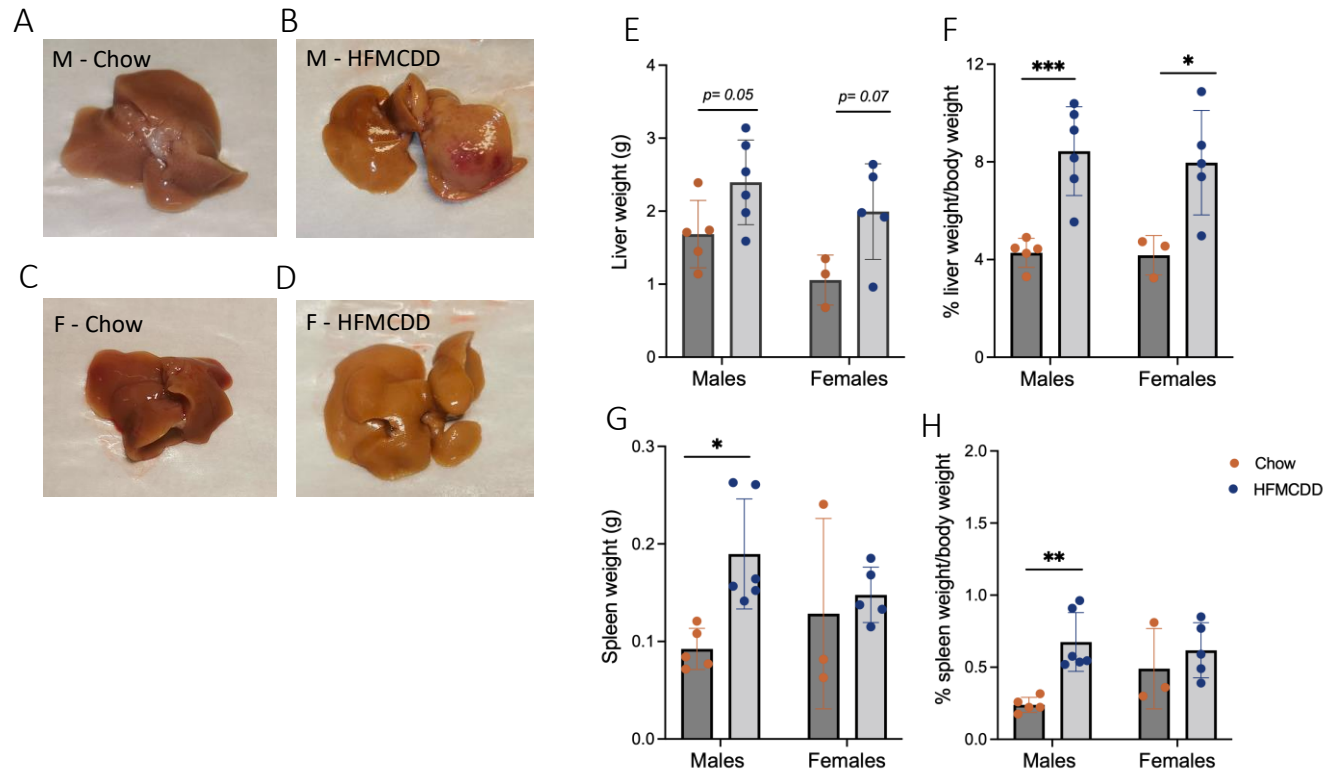 A
M - Chow
B
M - HFMCDD
C
F - Chow
D
F - HFMCDD
E
Liver weight (g)
4
3
2
1
0
p= 0.05
p= 0.07
Males
Females
F
% liver weight/body weight
12
8
4
0
***
*
Males
Females
G
Spleen weight (g)
0.3
0.2
0.1
0.0
*
Males
Females
H
% spleen weight/body weight
2.0
1.5
1.0
0.5
0.0
**
Males
Females
Chow
HFMCDD